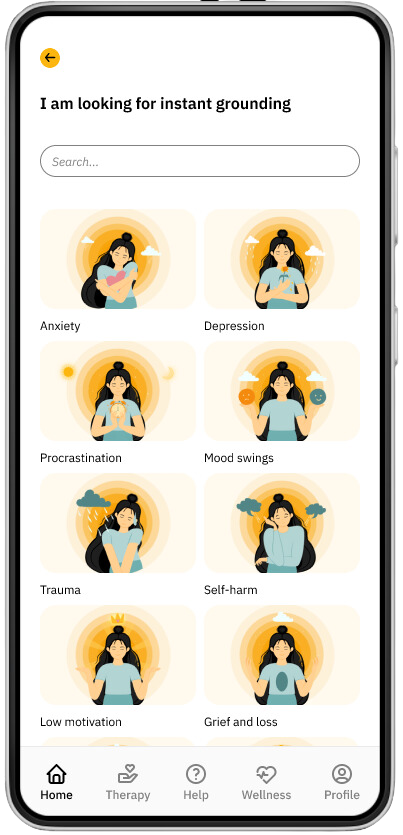 I am looking for instant grounding
Search...
Anxiety
Depression
Procrastination
Mood swings
Trauma
Self-harm
Low motivation
Grief and loss
Home
Therapy
Help
Wellness
Profile